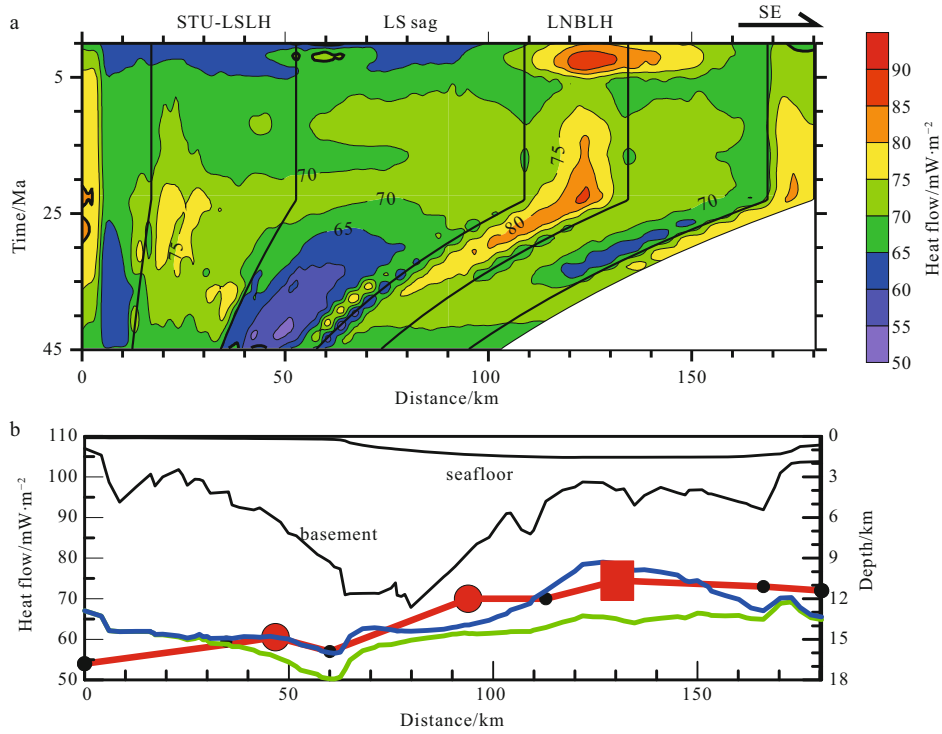 a
STU-LSLH
LS sag
LNBLH
SE
5
25
45
Time/Ma
70
70
65
75
80
75
70
0
50
100
150
Distance/km
90
85
80
75
70
65
60
55
50
Heat flow/mW·m⁻²
b
110
100
90
80
70
60
50
Heat flow/mW·m⁻²
seafloor
basement
0
3
6
9
12
15
18
Depth/km
0
50
100
150
Distance/km